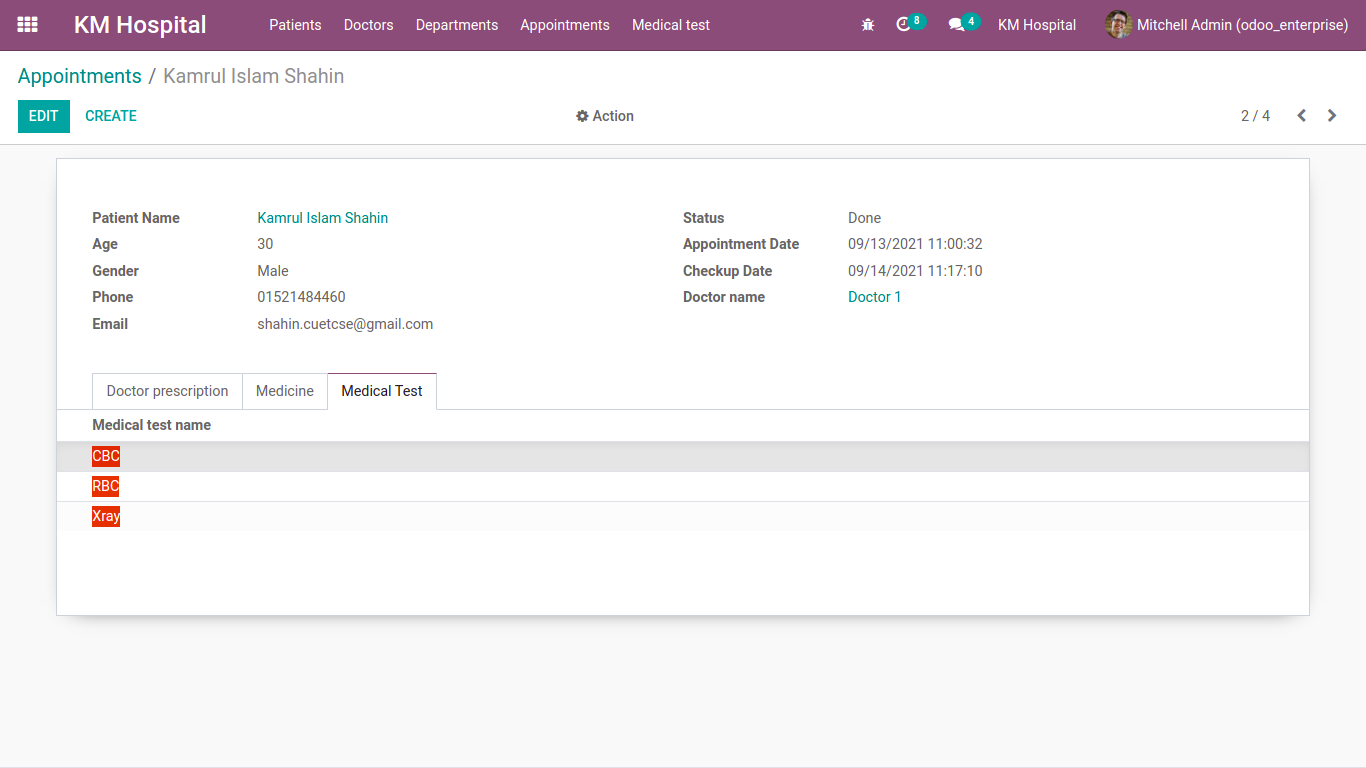 KM Hospital Patients Doctors Departments Appointments Medical test 8 4 KM Hospital Mitchell Admin (odoo_enterprise)
Appointments / Kamrul Islam Shahin
EDIT CREATE Action 2 / 4
Patient Name Kamrul Islam Shahin Status Done
Age 30 Appointment Date 09/13/2021 11:00:32
Gender Male Checkup Date 09/14/2021 11:17:10
Phone 01521484460 Doctor name Doctor 1
Email shahin.cuetcse@gmail.com
Doctor prescription Medicine Medical Test
Medical test name
CBC
RBC
Xray